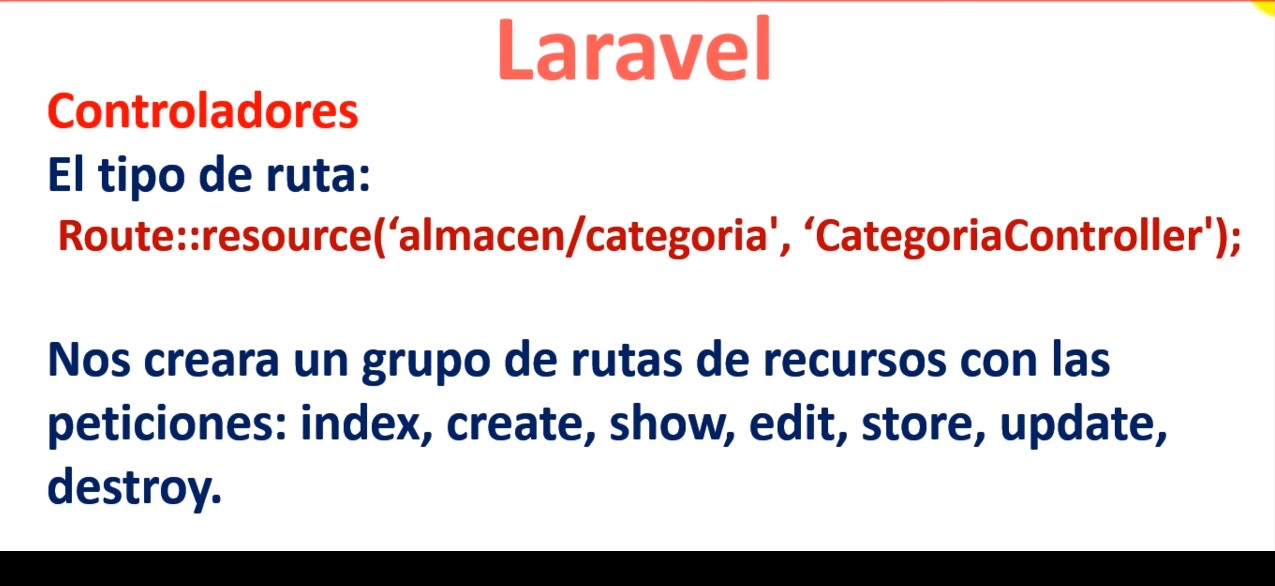 Laravel
Controladores
El tipo de ruta:
Route::resource(‘almacen/categoria', ‘CategoriaController');
Nos creara un grupo de rutas de recursos con las
peticiones: index, create, show, edit, store, update,
destroy.